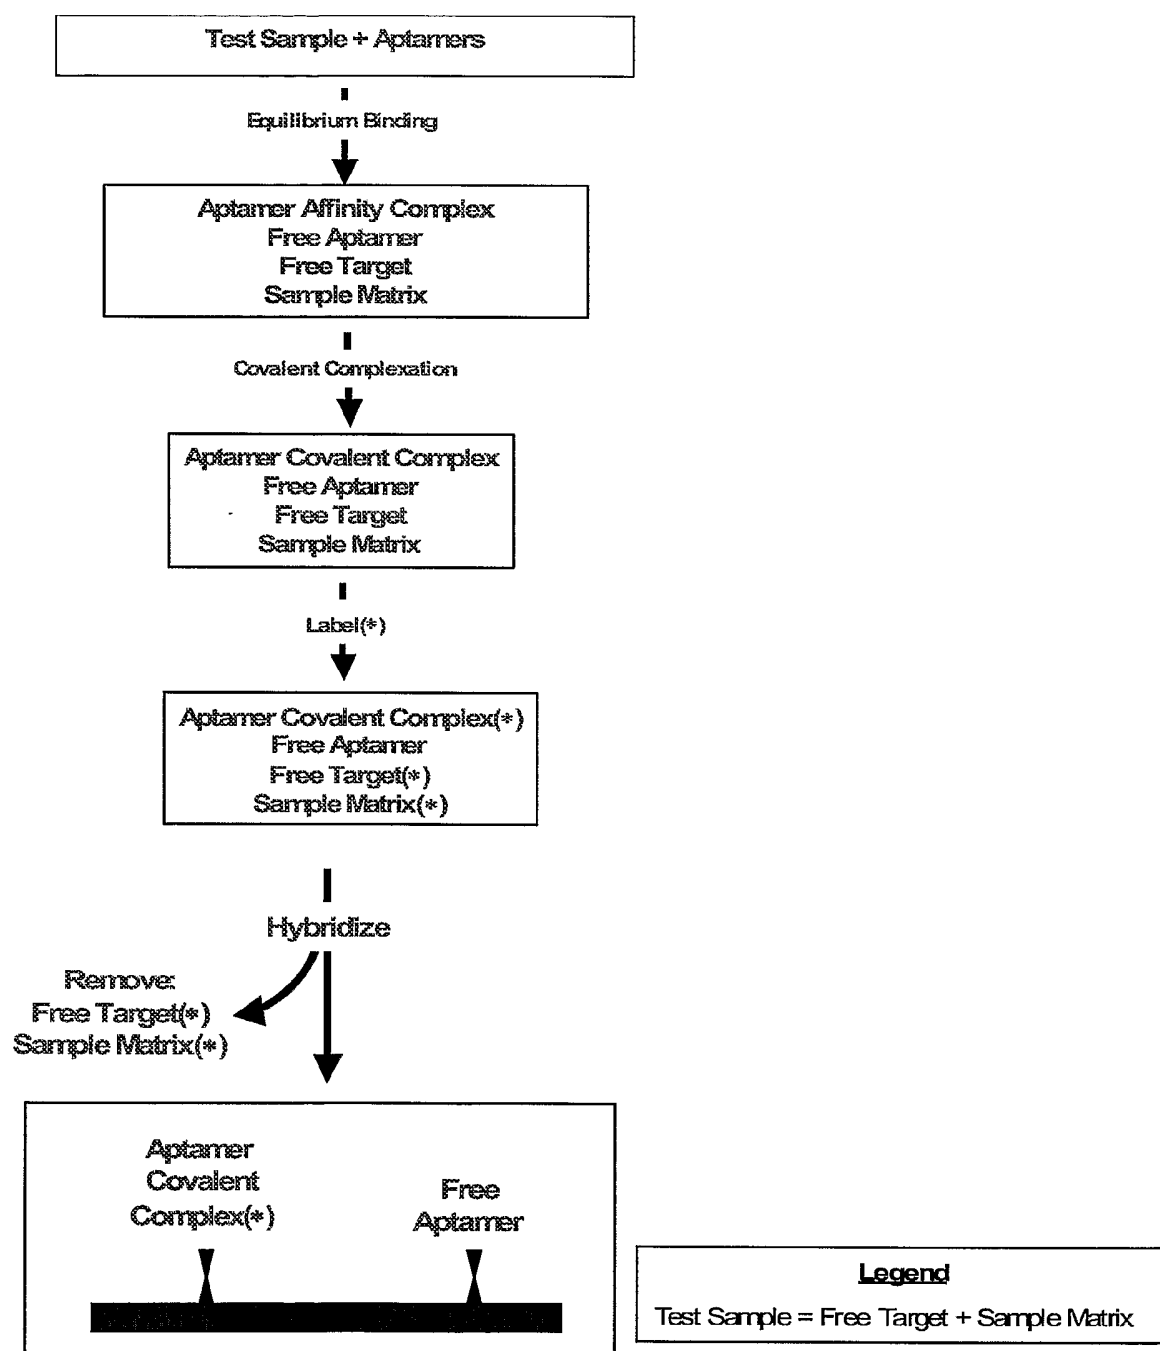 Test Sample + Aptamers
Equilibrium Binding
Aptamer Affinity Complex
Free Aptamer
Free Target
Sample Matrix
Covalent Complexation
Aptamer Covalent Complex
Free Aptamer
Free Target
Sample Matrix
Label(*)
Aptamer Covalent Complex(*)
Free Aptamer
Free Target(*)
Sample Matrix(*)
Hybridize
Remove:
Free Target(*)
Sample Matrix(*)
Aptamer
Covalent
Complex(*)
Free
Aptamer
Legend
Test Sample = Free Target + Sample Matrix